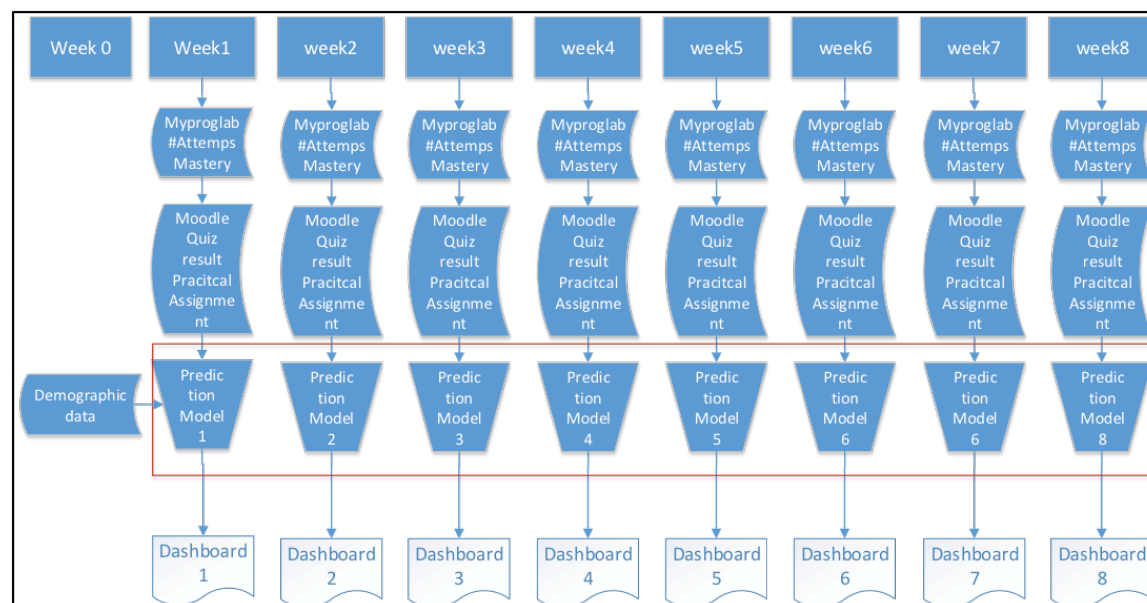 Week 0
Week1
week2
week3
week4
week5
week6
week7
week8
Myproglab
#Attemps
Mastery
Myproglab
#Attemps
Mastery
Myproglab
#Attemps
Mastery
Myproglab
#Attemps
Mastery
Myproglab
#Attemps
Mastery
Myproglab
#Attemps
Mastery
Myproglab
#Attemps
Mastery
Myproglab
#Attemps
Mastery
Moodle
Quiz
result
Pracitcal
Assignme
nt
Moodle
Quiz
result
Pracitcal
Assignme
nt
Moodle
Quiz
result
Pracitcal
Assignme
nt
Moodle
Quiz
result
Pracitcal
Assignme
nt
Moodle
Quiz
result
Pracitcal
Assignme
nt
Moodle
Quiz
result
Pracitcal
Assignme
nt
Moodle
Quiz
result
Pracitcal
Assignme
nt
Moodle
Quiz
result
Pracitcal
Assignme
nt
Demographic
data
Predic
tion
Model
1
Predic
tion
Model
2
Predic
tion
Model
3
Predic
tion
Model
4
Predic
tion
Model
5
Predic
tion
Model
6
Predic
tion
Model
6
Predic
tion
Model
8
Dashboard
1
Dashboard
2
Dashboard
3
Dashboard
4
Dashboard
5
Dashboard
6
Dashboard
7
Dashboard
8